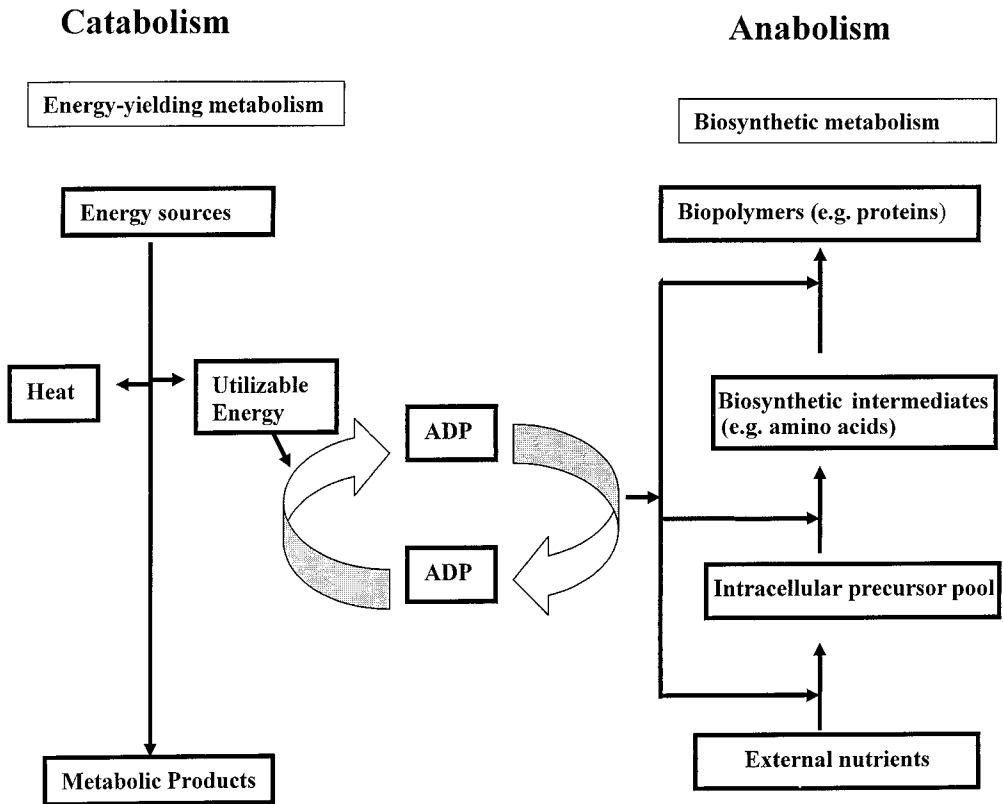 Catabolism
Anabolism
Energy-yielding metabolism
Biosynthetic metabolism
Energy sources
Biopolymers (e.g. proteins)
Heat
Utilizable
Energy
ADP
Biosynthetic intermediates
(e.g. amino acids)
ADP
Intracellular precursor pool
Metabolic Products
External nutrients